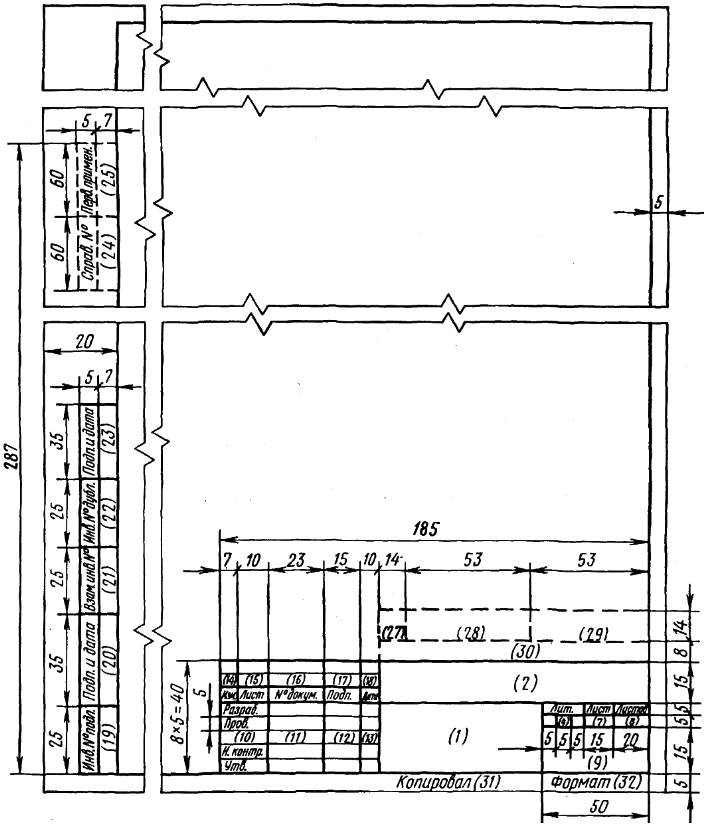 5 7
60
Перв. примен.
(25)
60
Справ. №
(24)
5
20
5 7
287
35
Подп. и дата
(23)
25
Инв. № дубл.
(22)
25
Взам. инв. №
(21)
35
Подп. и дата
(20)
25
Инв. № подл.
(19)
185
7 10 23 15 10 14 53 53
14
(27) (28) (29)
(30)
8
(14) (15) (16) (17) (18)
(2)
15
Изм. Лист № докум. Подп. Дата
8×5=40
5
Разраб.
Лит. Лист Листов
5
Пров.
(4) (7) (8)
5
(10) (11) (12) (13)
(1)
5 5 5 15 20
15
Н. контр.
(9)
Утв.
Копировал (31) Формат (32)
5
50